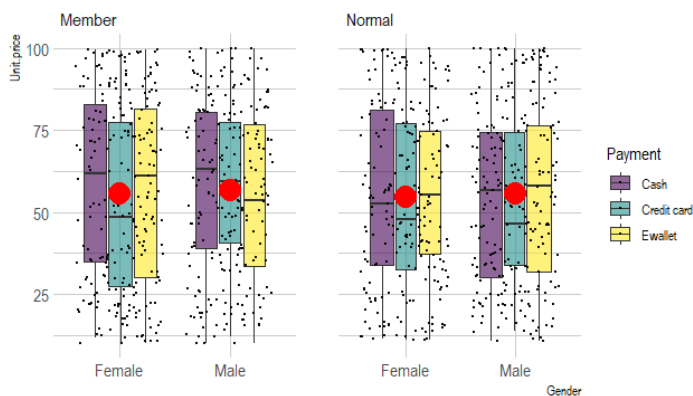 Member
Normal
Unit.price
100
75
50
25
Female
Male
Female
Male
Gender
Payment
Cash
Credit card
Ewallet